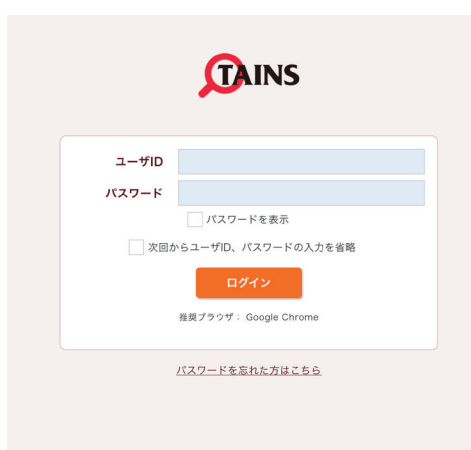 TAINS
ユーザID
パスワード
パスワードを表示
次回からユーザID、パスワードの入力を省略
ログイン
推奨ブラウザ： Google Chrome
パスワードを忘れた方はこちら